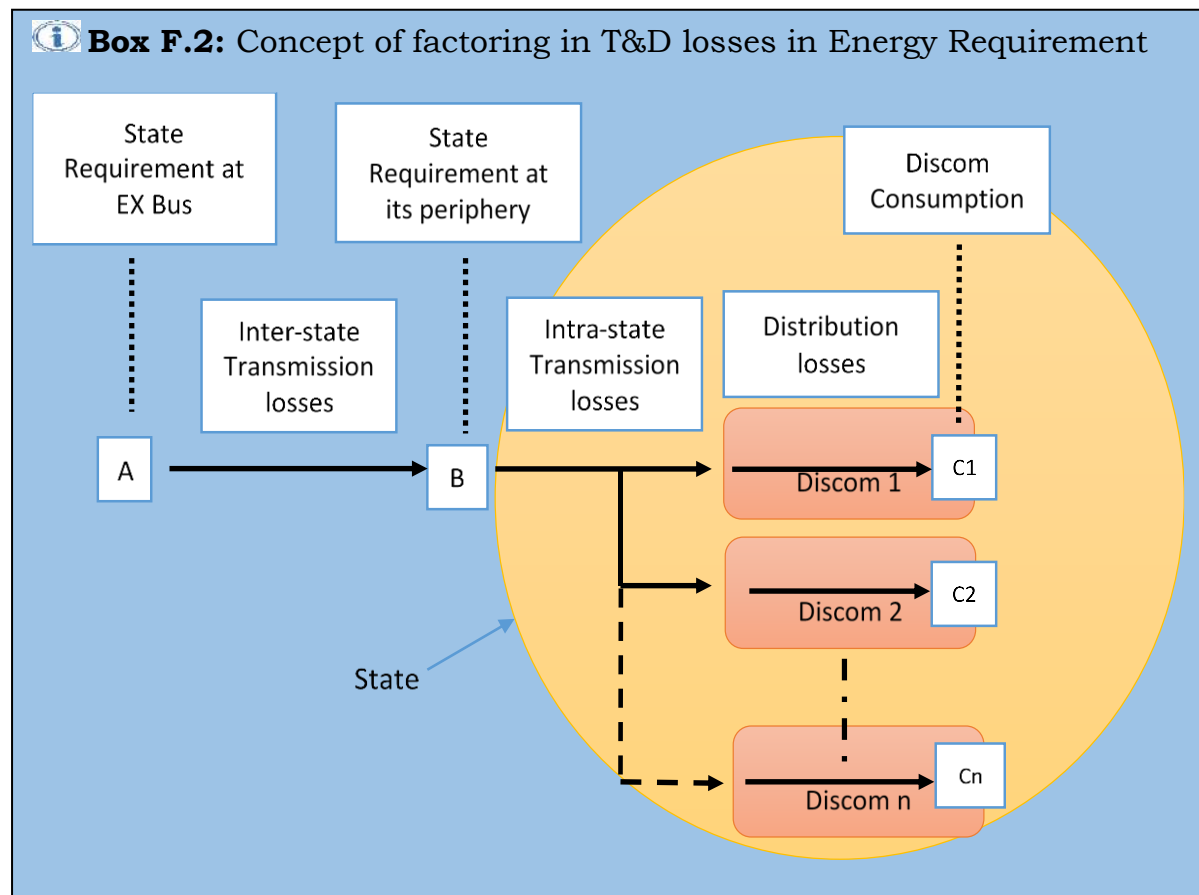 i Box F.2: Concept of factoring in T&D losses in Energy Requirement
State
Requirement at
EX Bus
State
Requirement at
its periphery
Discom
Consumption
Inter-state
Transmission
losses
Intra-state
Transmission
losses
Distribution
losses
A
B
C1
Discom 1
C2
Discom 2
State
Cn
Discom n